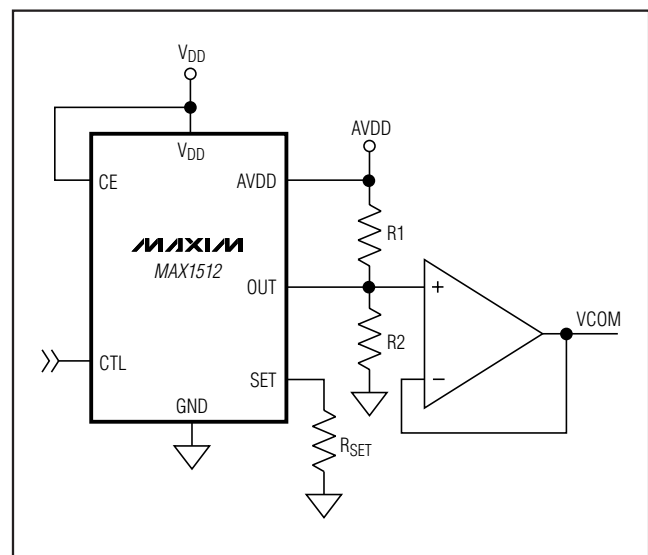 VDD
AVDD
VDD
CE
AVDD
R1
MAXIM
MAX1512
OUT
+
VCOM
R2
CTL
−
SET
GND
RSET